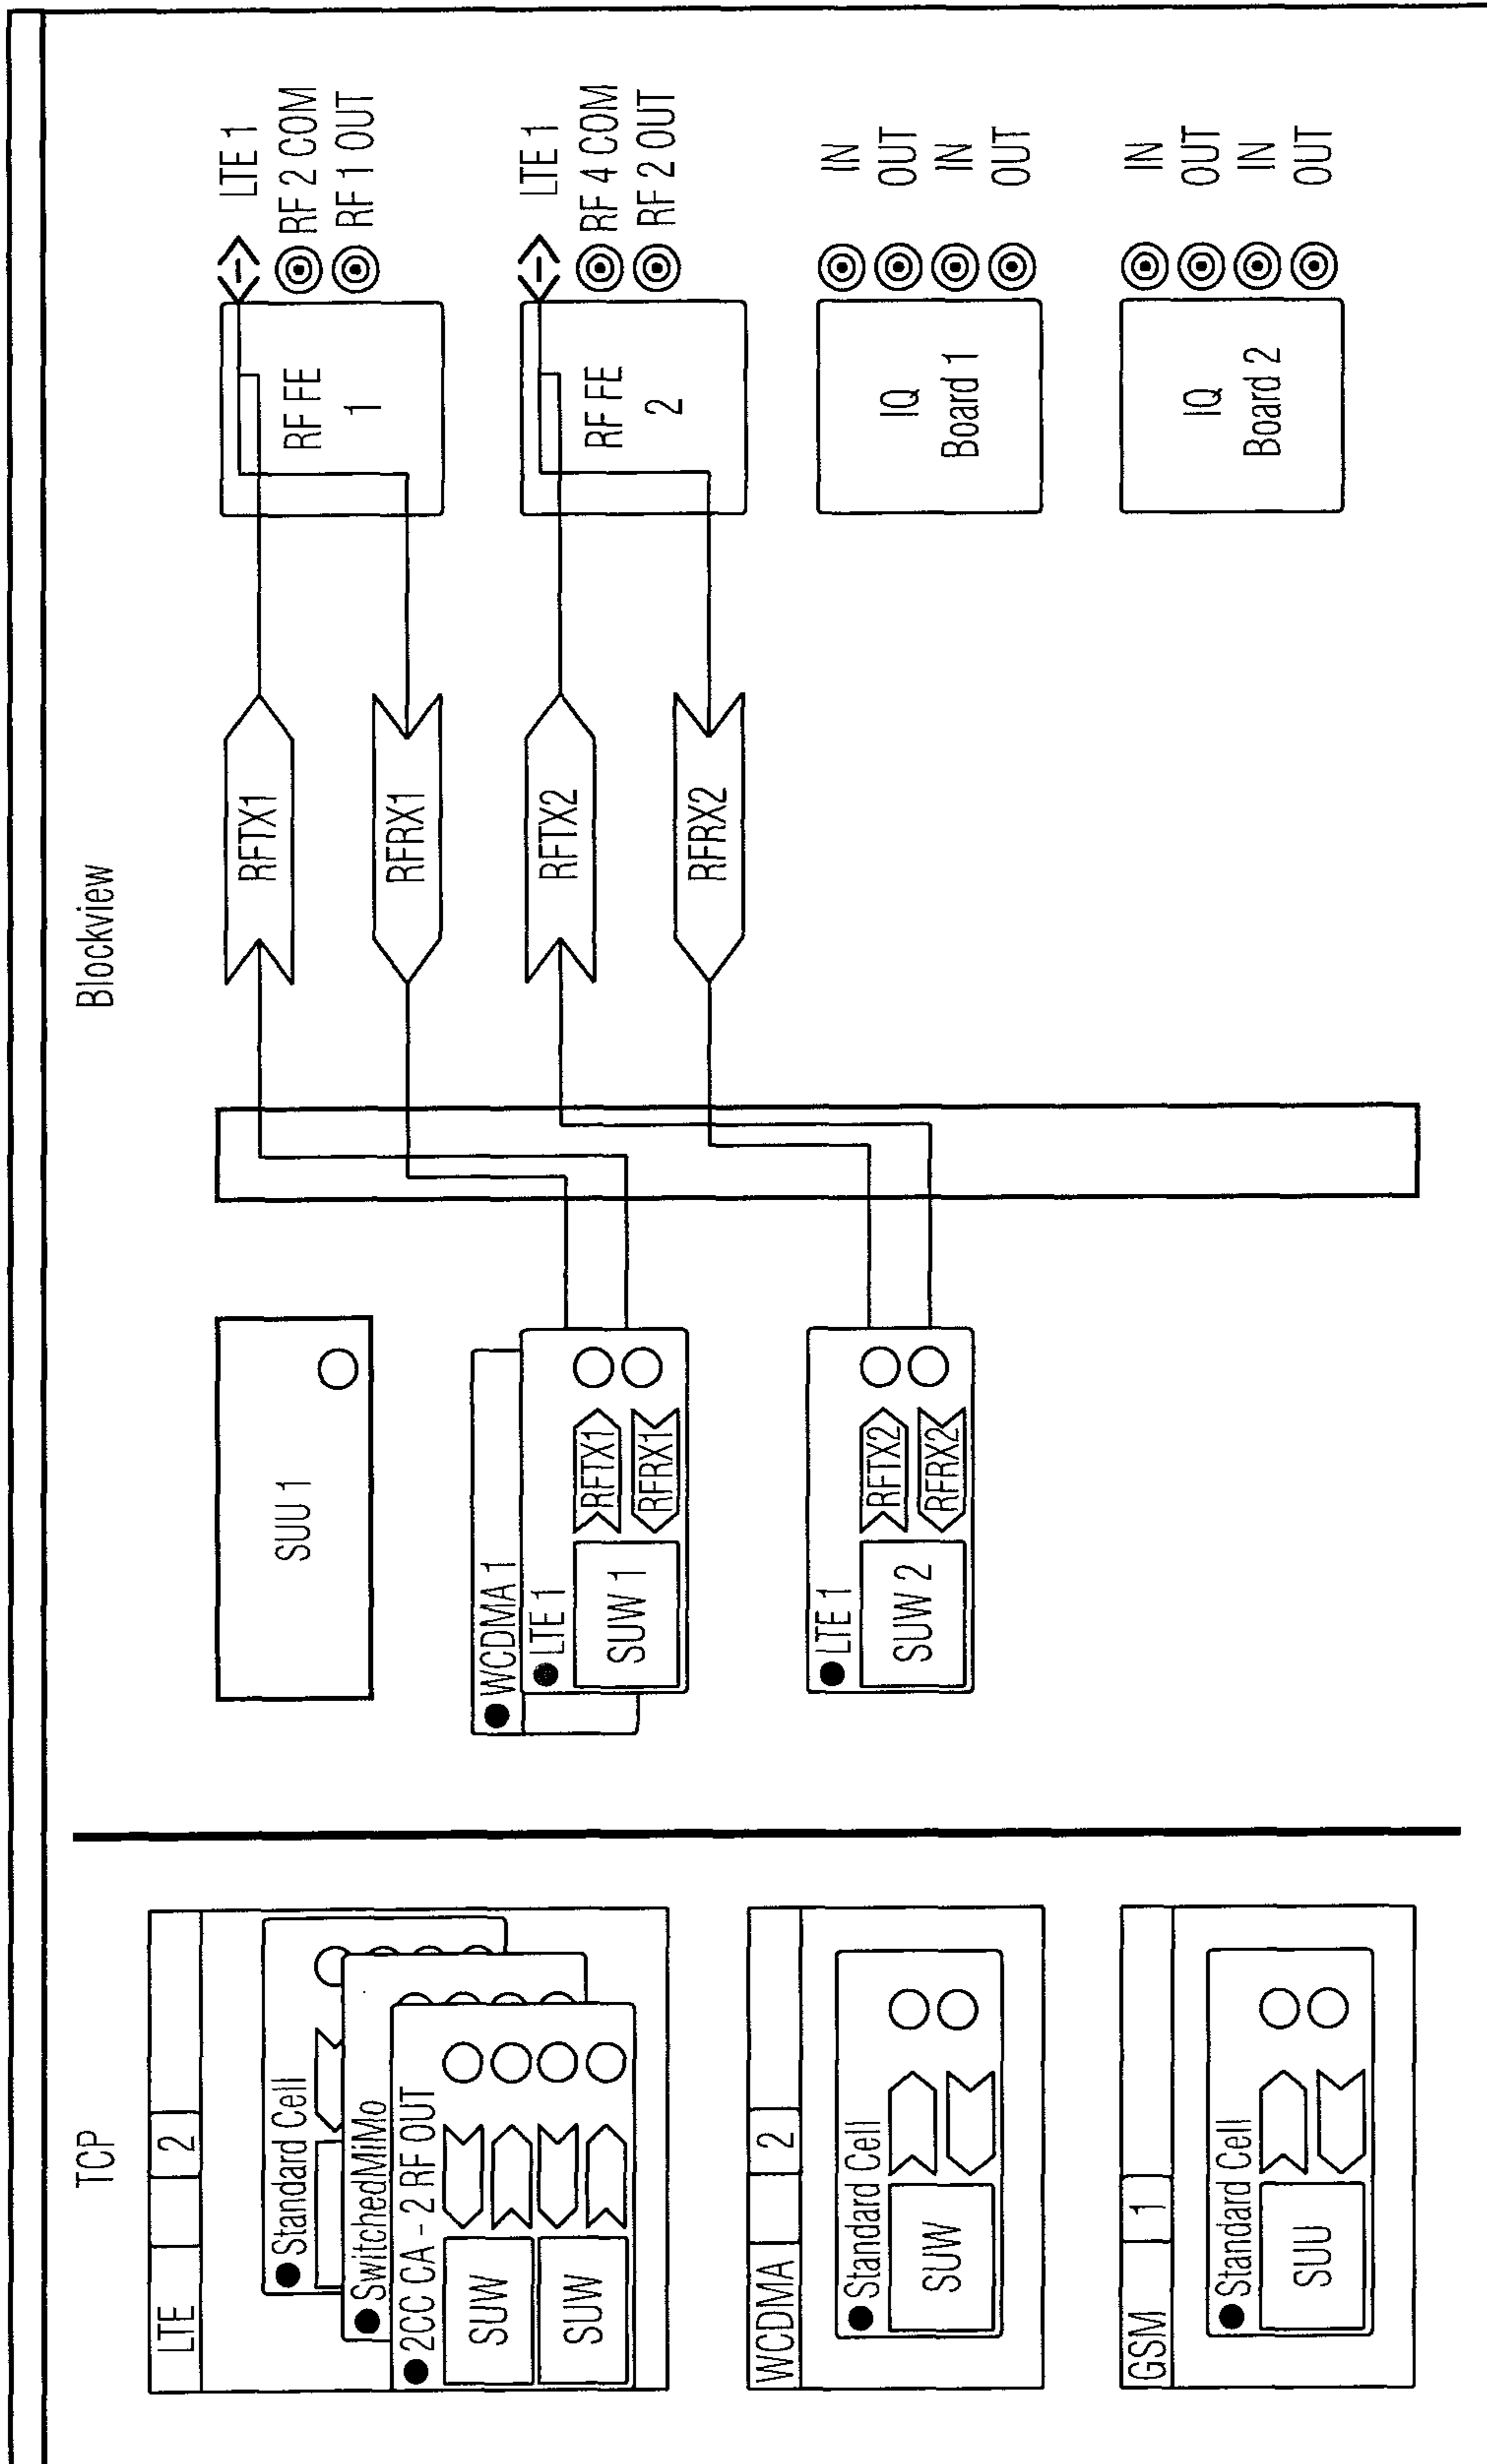 Blockview
TCP
LTE 2
Standard Cell
SwitchedMiMo
2CC CA - 2 RF OUT
SUW
SUW
WCDMA 2
Standard Cell
SUW
GSM 1
Standard Cell
SUU
SUU 1
WCDMA 1
LTE 1
SUW 1
RFTX1
RFRX1
LTE 1
SUW 2
RFTX2
RFRX2
RFTX1
RFRX1
RFTX2
RFRX2
RF FE
1
LTE 1
RF 2 COM
RF 1 OUT
RF FE
2
LTE 1
RF 4 COM
RF 2 OUT
IQ
Board 1
IN
OUT
IN
OUT
IQ
Board 2
IN
OUT
IN
OUT